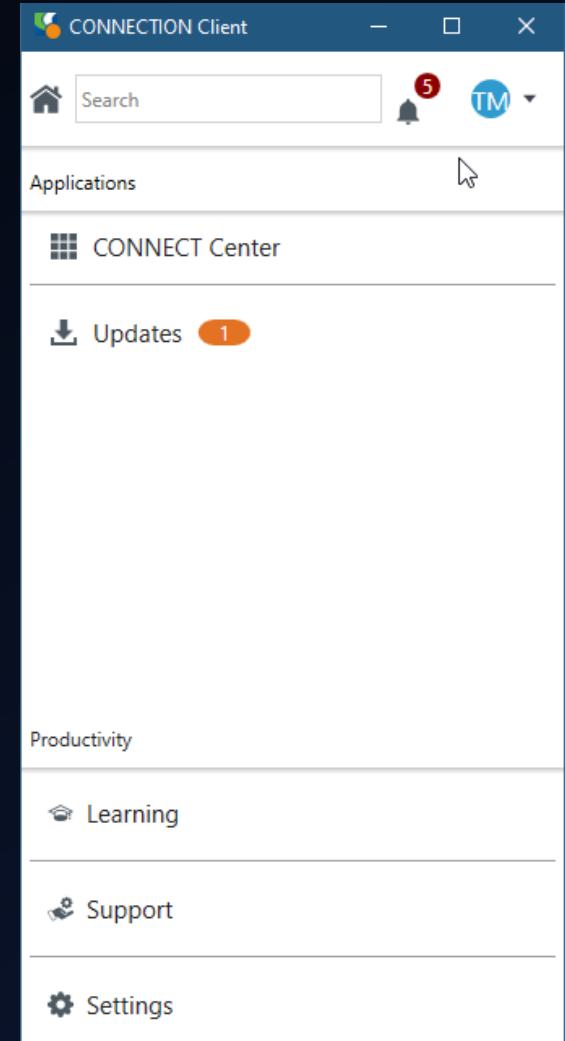 CONNECTION Client
Search
5
TM
Applications
CONNECT Center
Updates 1
Productivity
Learning
Support
Settings